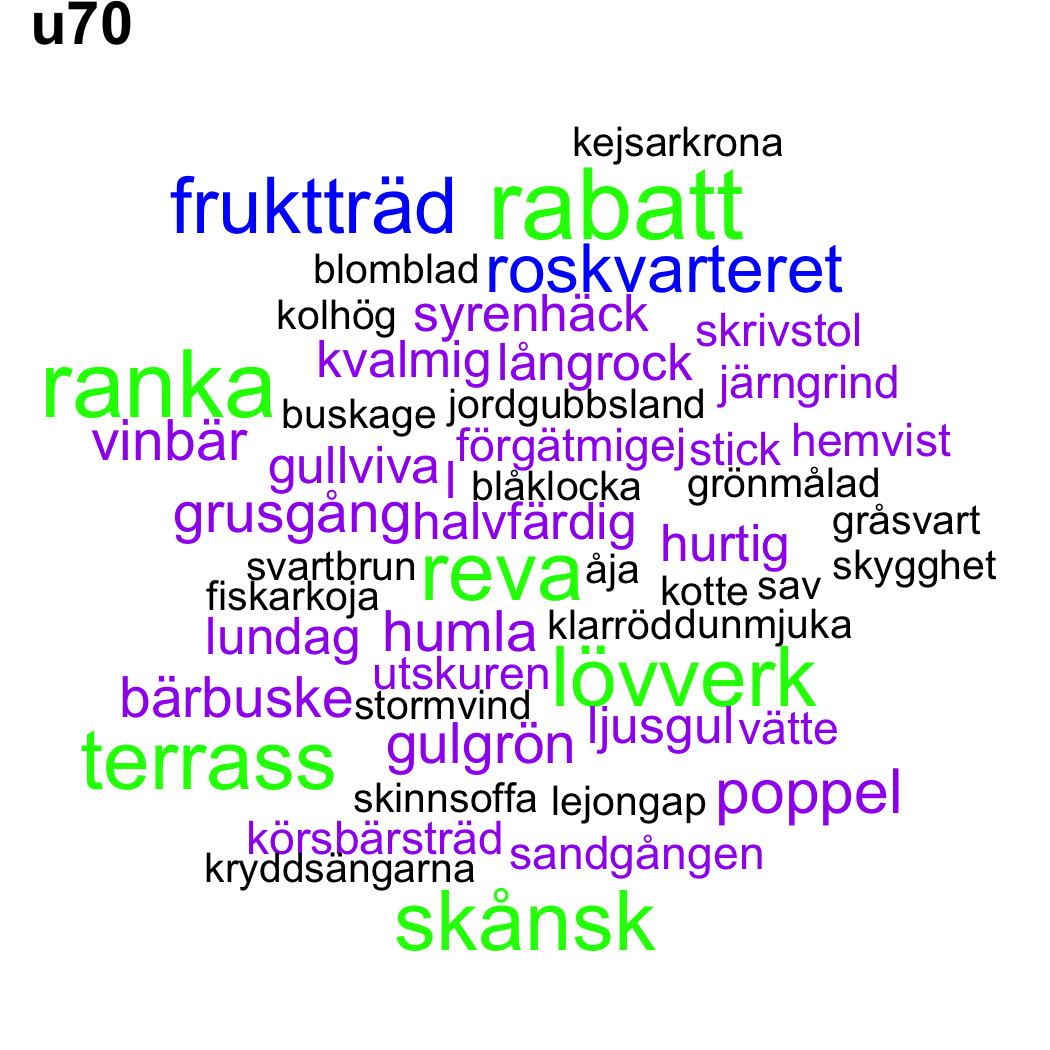 u70
kejsarkrona
fruktträd rabatt
blomblad roskvarteret
kolhög syrenhäck skrivstol
ranka kvalmig långrock järngrind
buskage jordgubbsland
vinbär förgätmigej stick hemvist
gullviva l blåklocka grönmålad
grusgång halvfärdig hurtig gråsvart
svartbrun reva åja kotte sav skygghet
fiskarkoja
lundag humla klarröd dunmjuka
bärbuske utskuren lövverk
stormvind
terrass gulgrön ljusgul vätte
skinnsoffa lejongap poppel
körsbärsträd sandgången
kryddsängarna
skånsk